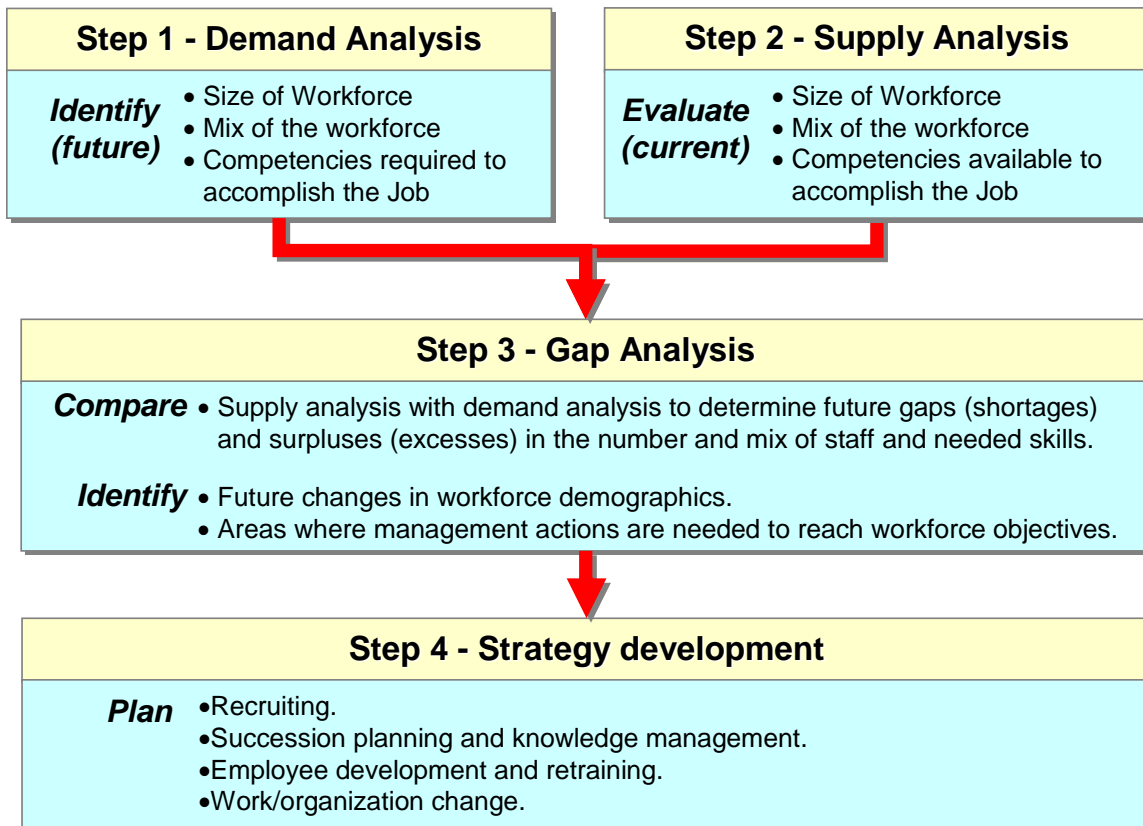 Step 1 - Demand Analysis
Identify
(future)
• Size of Workforce
• Mix of the workforce
• Competencies required to
accomplish the Job
Step 2 - Supply Analysis
Evaluate
(current)
• Size of Workforce
• Mix of the workforce
• Competencies available to
accomplish the Job
Step 3 - Gap Analysis
Compare • Supply analysis with demand analysis to determine future gaps (shortages)
and surpluses (excesses) in the number and mix of staff and needed skills.
Identify • Future changes in workforce demographics.
• Areas where management actions are needed to reach workforce objectives.
Step 4 - Strategy development
Plan •Recruiting.
•Succession planning and knowledge management.
•Employee development and retraining.
•Work/organization change.